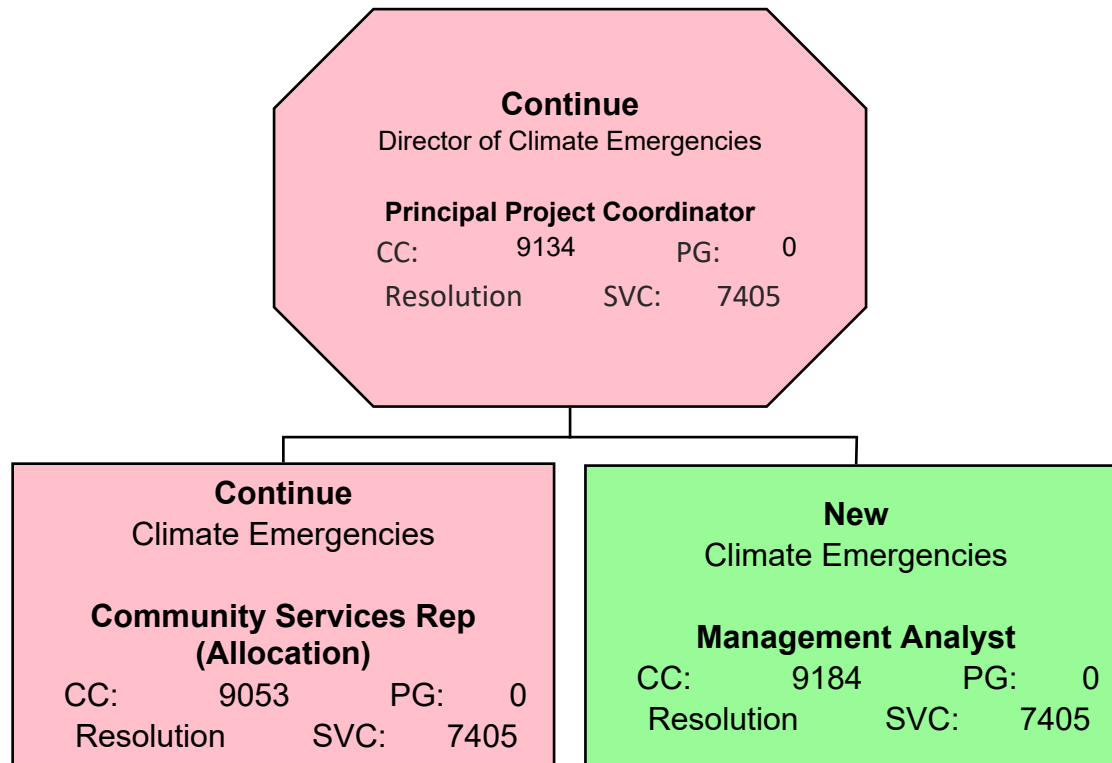 Continue
Director of Climate Emergencies
Principal Project Coordinator
CC: 9134 PG: 0
Resolution SVC: 7405
Continue
Climate Emergencies
Community Services Rep
(Allocation)
CC: 9053 PG: 0
Resolution SVC: 7405
New
Climate Emergencies
Management Analyst
CC: 9184 PG: 0
Resolution SVC: 7405